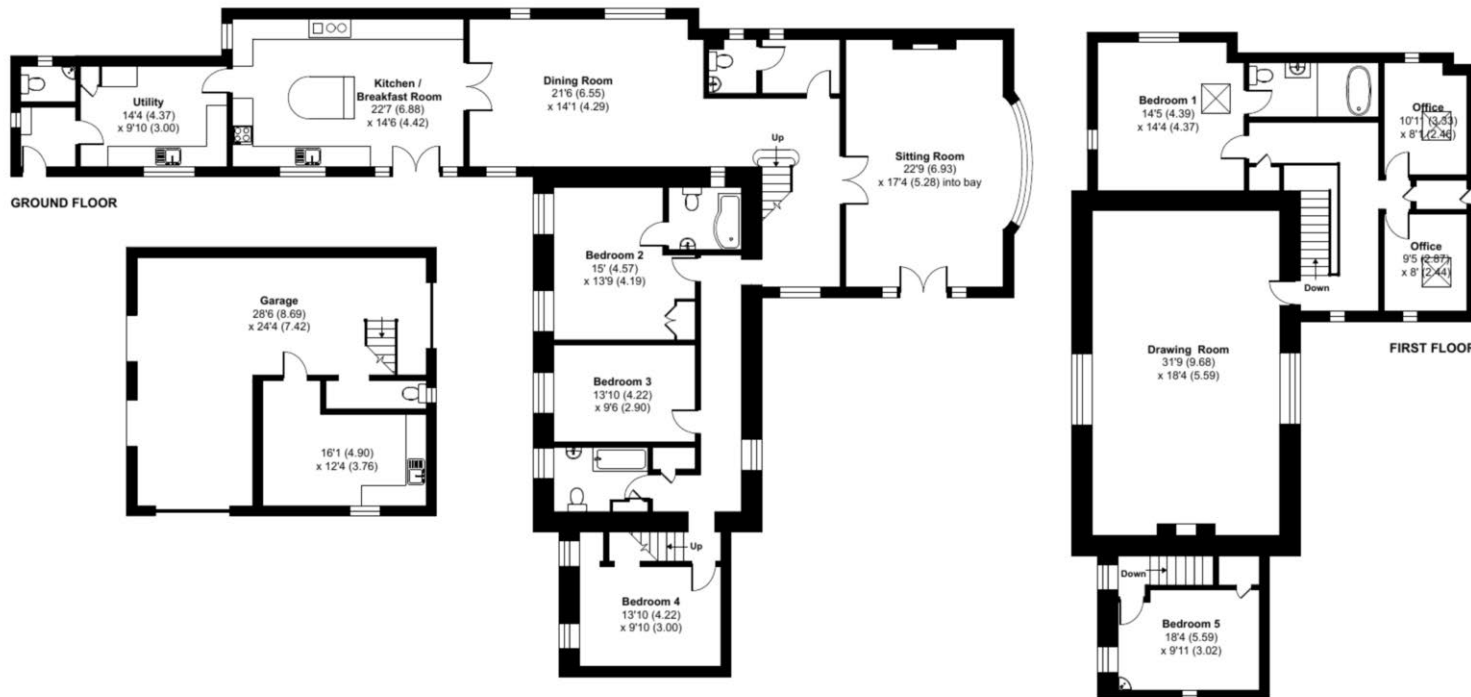 Utility
14'4 (4.37)
x 9'10 (3.00)
Kitchen /
Breakfast Room
22'7 (6.88)
x 14'6 (4.42)
Dining Room
21'6 (6.55)
x 14'1 (4.29)
Up
Sitting Room
22'9 (6.93)
x 17'4 (5.28) into bay
GROUND FLOOR
Bedroom 2
15' (4.57)
x 13'9 (4.19)
Bedroom 3
13'10 (4.22)
x 9'6 (2.90)
Up
Bedroom 4
13'10 (4.22)
x 9'10 (3.00)
Garage
28'6 (8.69)
x 24'4 (7.42)
16'1 (4.90)
x 12'4 (3.76)
Bedroom 1
14'5 (4.39)
x 14'4 (4.37)
Office
10'11 (3.33)
x 8'1 (2.46)
Office
9'5 (2.87)
x 8' (2.44)
Down
FIRST FLOOR
Drawing Room
31'9 (9.68)
x 18'4 (5.59)
Down
Bedroom 5
18'4 (5.59)
x 9'11 (3.02)